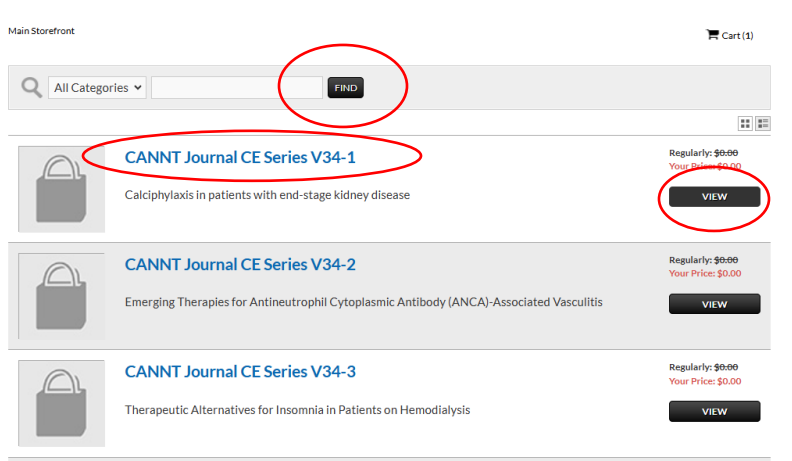 Main Storefront
Cart (1)
All Categories
FIND
CANNT Journal CE Series V34-1
Regularly: $0.00
Your Price: $0.00
Calciphylaxis in patients with end-stage kidney disease
VIEW
CANNT Journal CE Series V34-2
Regularly: $0.00
Your Price: $0.00
Emerging Therapies for Antineutrophil Cytoplasmic Antibody (ANCA)-Associated Vasculitis
VIEW
CANNT Journal CE Series V34-3
Regularly: $0.00
Your Price: $0.00
Therapeutic Alternatives for Insomnia in Patients on Hemodialysis
VIEW